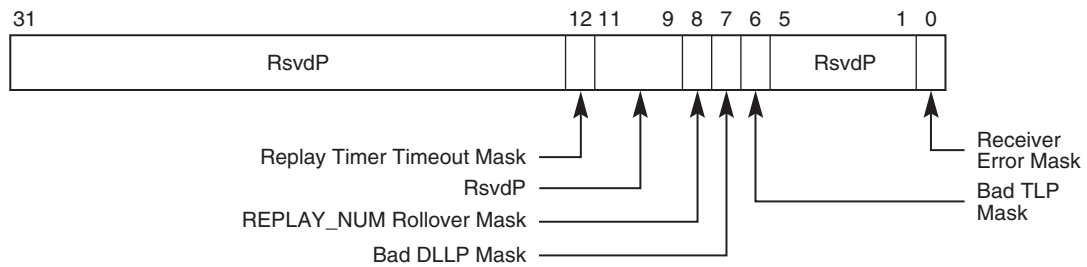 31 12 11 9 8 7 6 5 1 0
RsvdP RsvdP
Replay Timer Timeout Mask
RsvdP
REPLAY_NUM Rollover Mask
Bad DLLP Mask
Receiver
Error Mask
Bad TLP
Mask